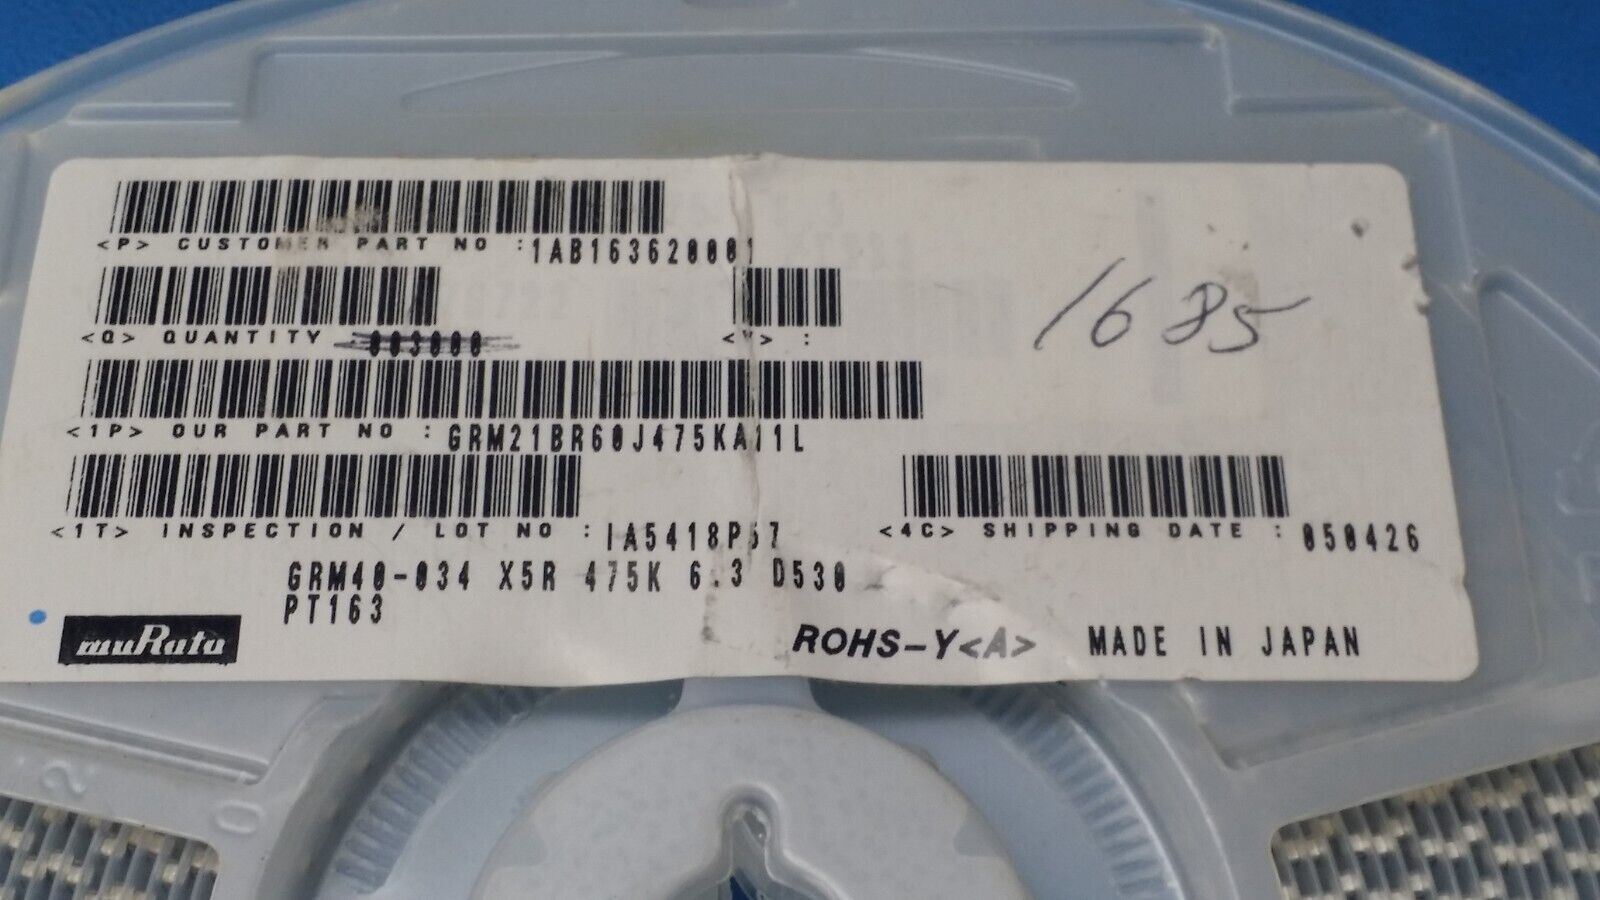 <P> CUSTOMER PART NO : 1AB163620001
<Q> QUANTITY 003000
<V> :
1685
<1P> OUR PART NO : GRM21BR60J475KA11L
<1T> INSPECTION / LOT NO : IA5418P57
<4C> SHIPPING DATE : 050426
GRM40-034 X5R 475K 6.3 D530
PT163
muRata
ROHS-Y<A> MADE IN JAPAN